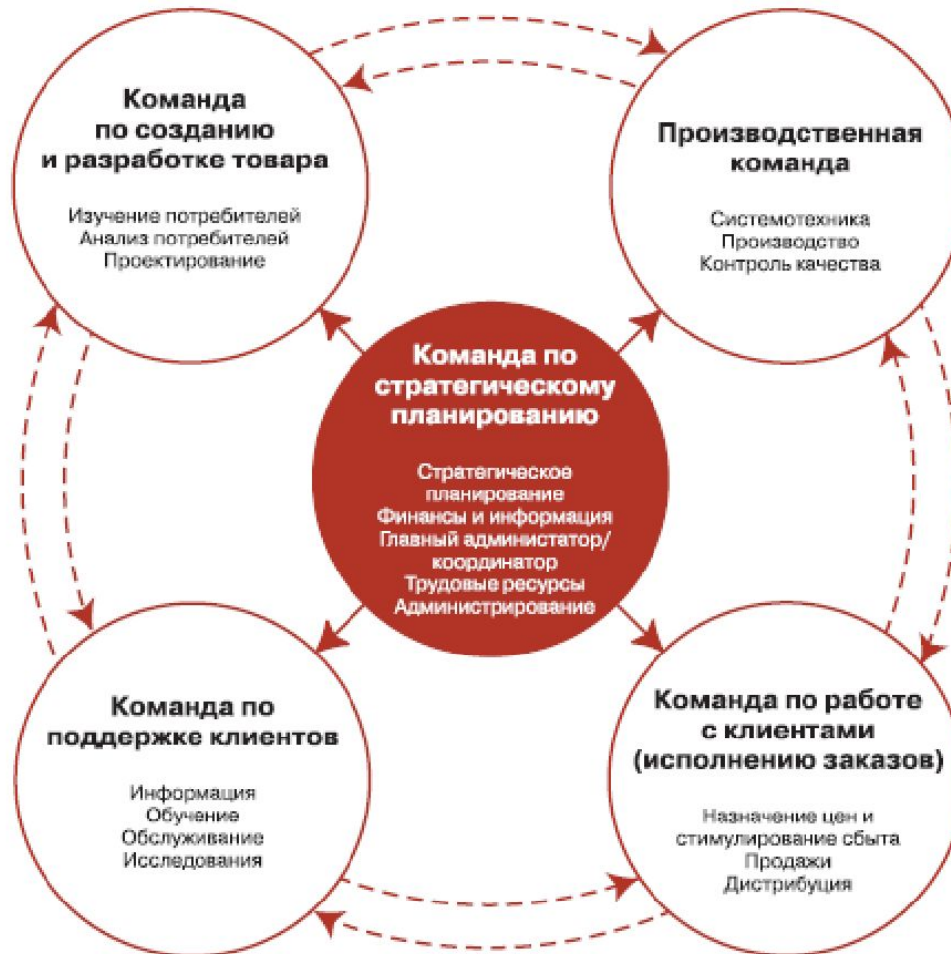 Команда
по созданию
и разработке товара
Изучение потребителей
Анализ потребителей
Проектирование
Производственная
команда
Системотехника
Производство
Контроль качества
Команда по
стратегическому
планированию
Стратегическое
планирование
Финансы и информация
Главный администатор/
координатор
Трудовые ресурсы
Администрирование
Команда по
поддержке клиентов
Информация
Обучение
Обслуживание
Исследования
Команда по работе
с клиентами
(исполнению заказов)
Назначение цен и
стимулирование сбыта
Продажи
Дистрибуция